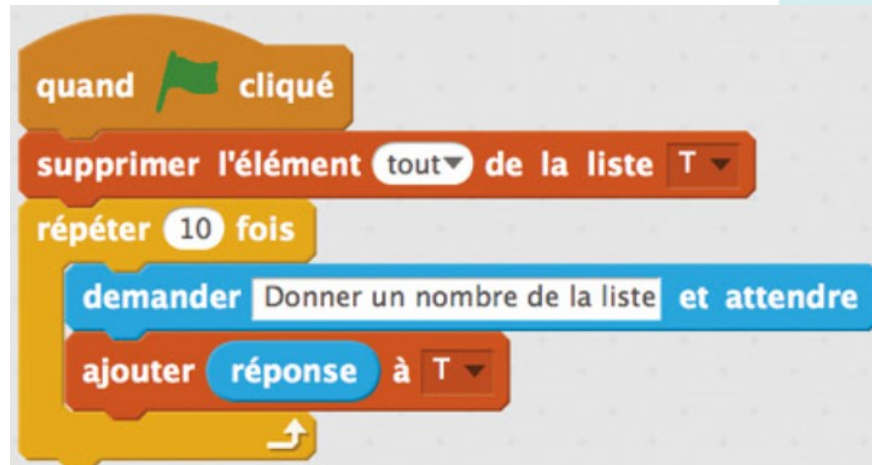 quand cliqué
supprimer l'élément tout de la liste T
répéter 10 fois
demander Donner un nombre de la liste et attendre
ajouter réponse à T